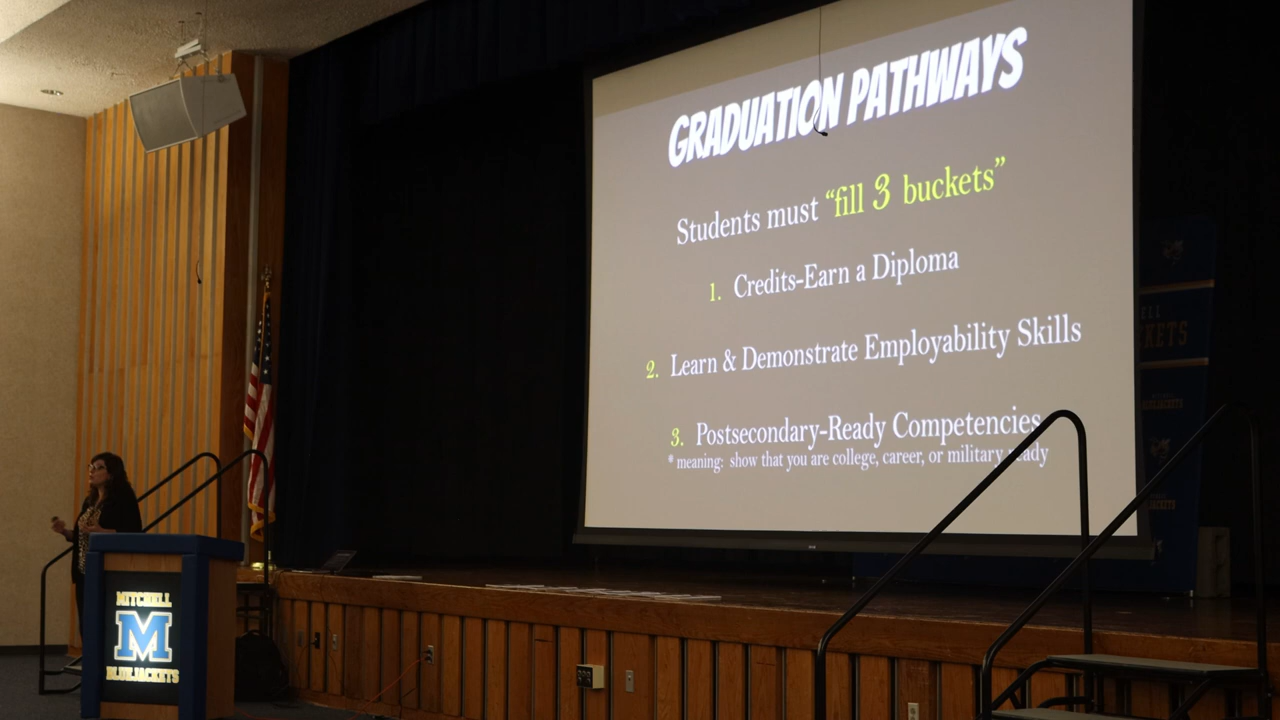 GRADUATION PATHWAYS
Students must “fill 3 buckets”
1. Credits-Earn a Diploma
2. Learn & Demonstrate Employability Skills
3. Postsecondary-Ready Competencies
* meaning: show that you are college, career, or military ready
MITCHELL
M
BLUEJACKETS